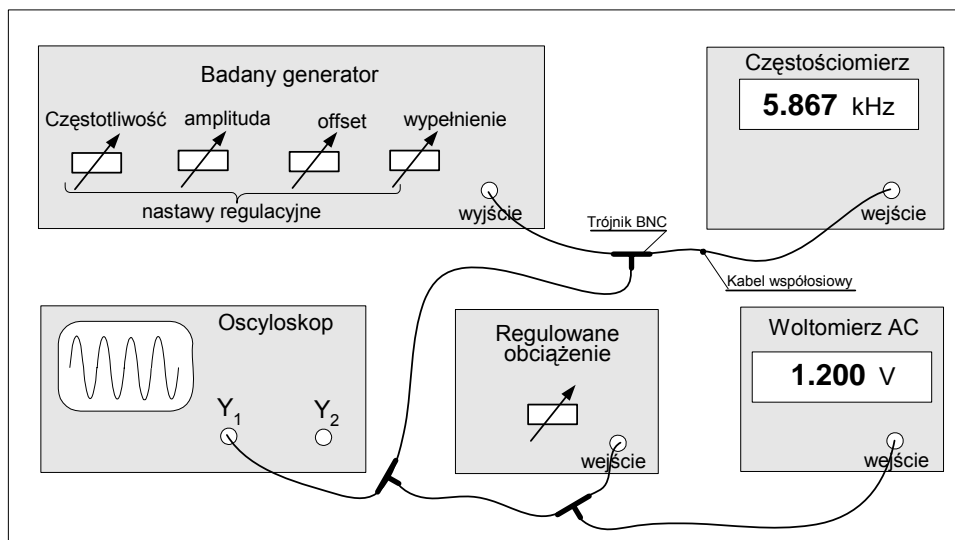 Badany generator
Częstotliwość
amplituda
offset
wypełnienie
nastawy regulacyjne
wyjście
Częstościomierz
5.867 kHz
wejście
Trójnik BNC
Kabel współosiowy
Oscyloskop
Y1
Y2
Regulowane
obciążenie
wejście
Woltomierz AC
1.200 V
wejście